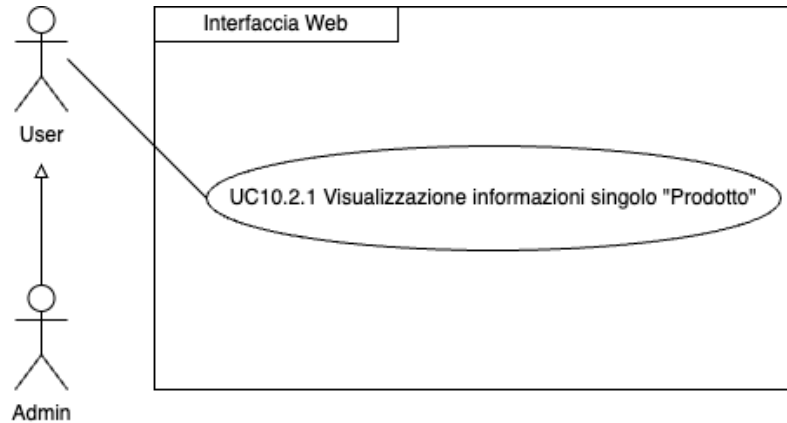 Interfaccia Web
User
UC10.2.1 Visualizzazione informazioni singolo "Prodotto"
Admin